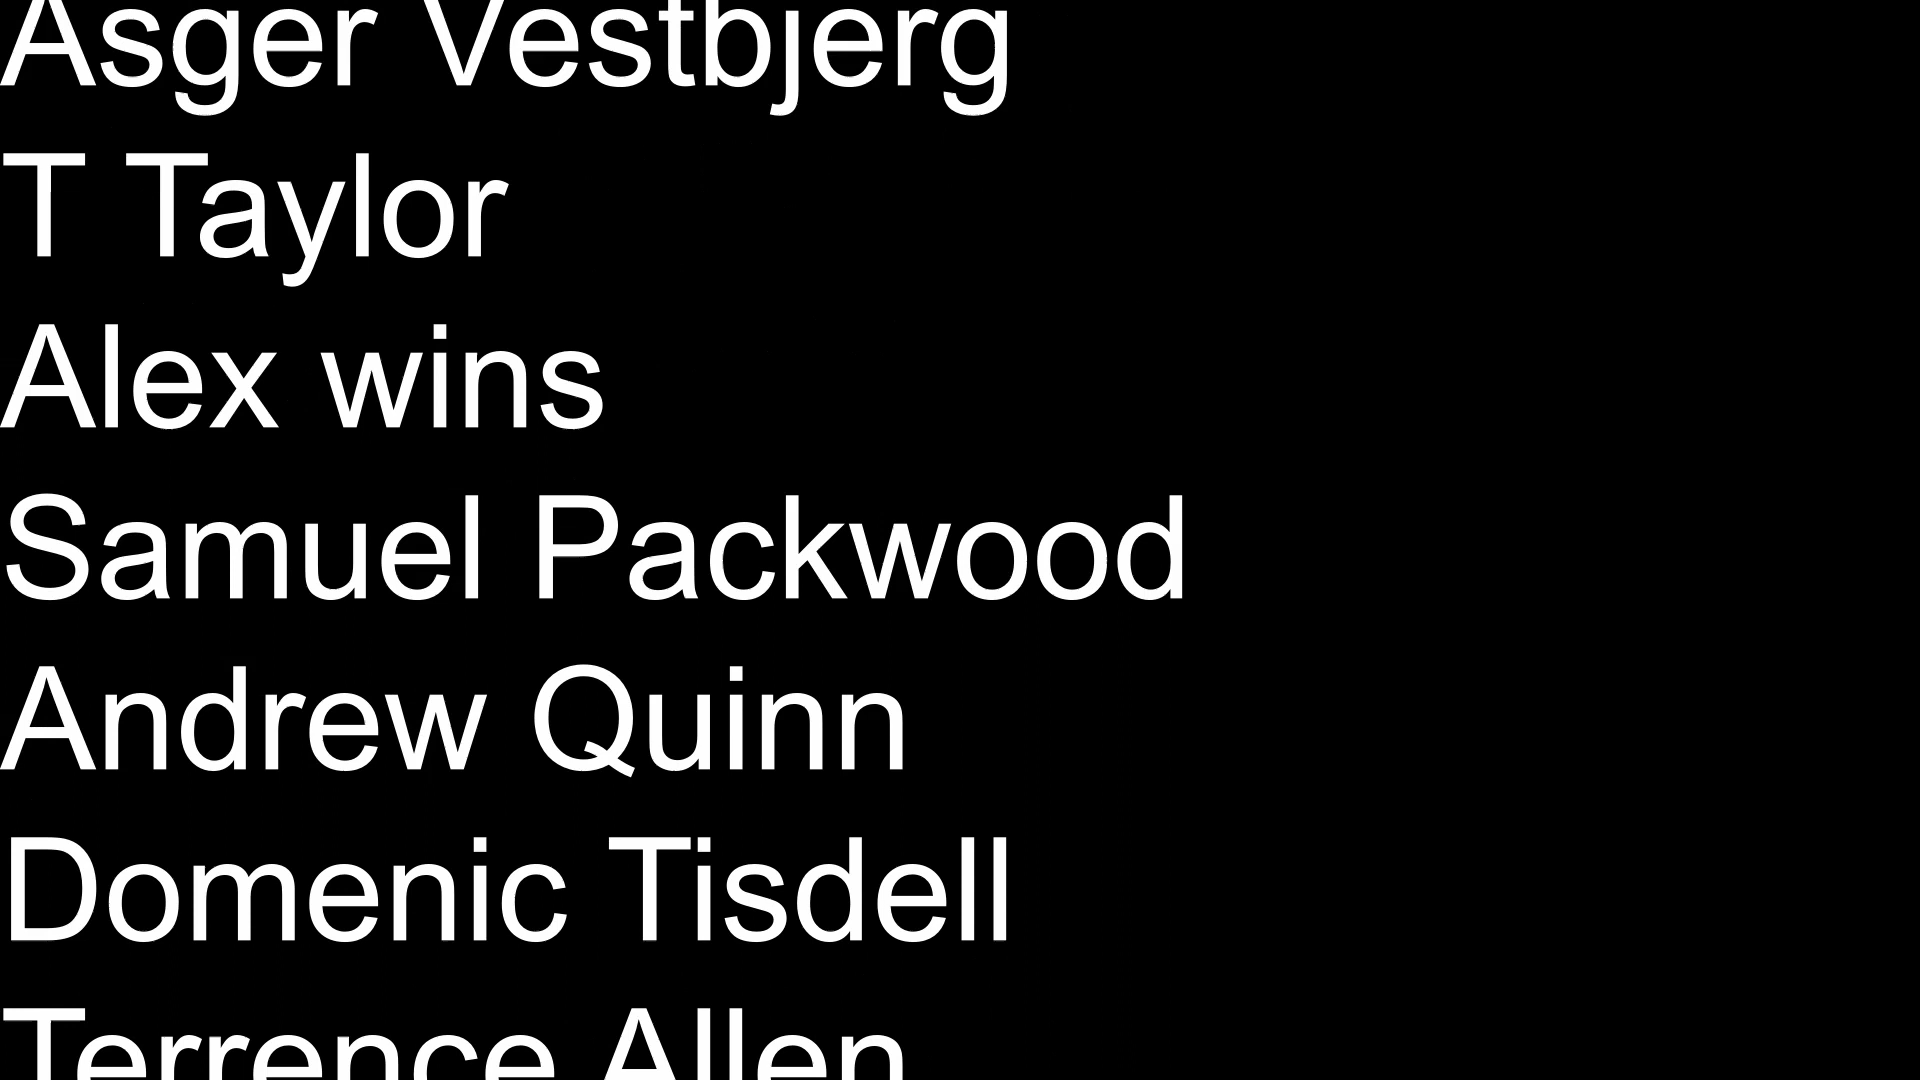 Asger Vestbjerg
T Taylor
Alex wins
Samuel Packwood
Andrew Quinn
Domenic Tisdell
Terrence Allen